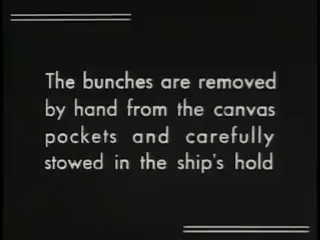 The bunches are removed
by hand from the canvas
pockets and carefully
stowed in the ship's hold